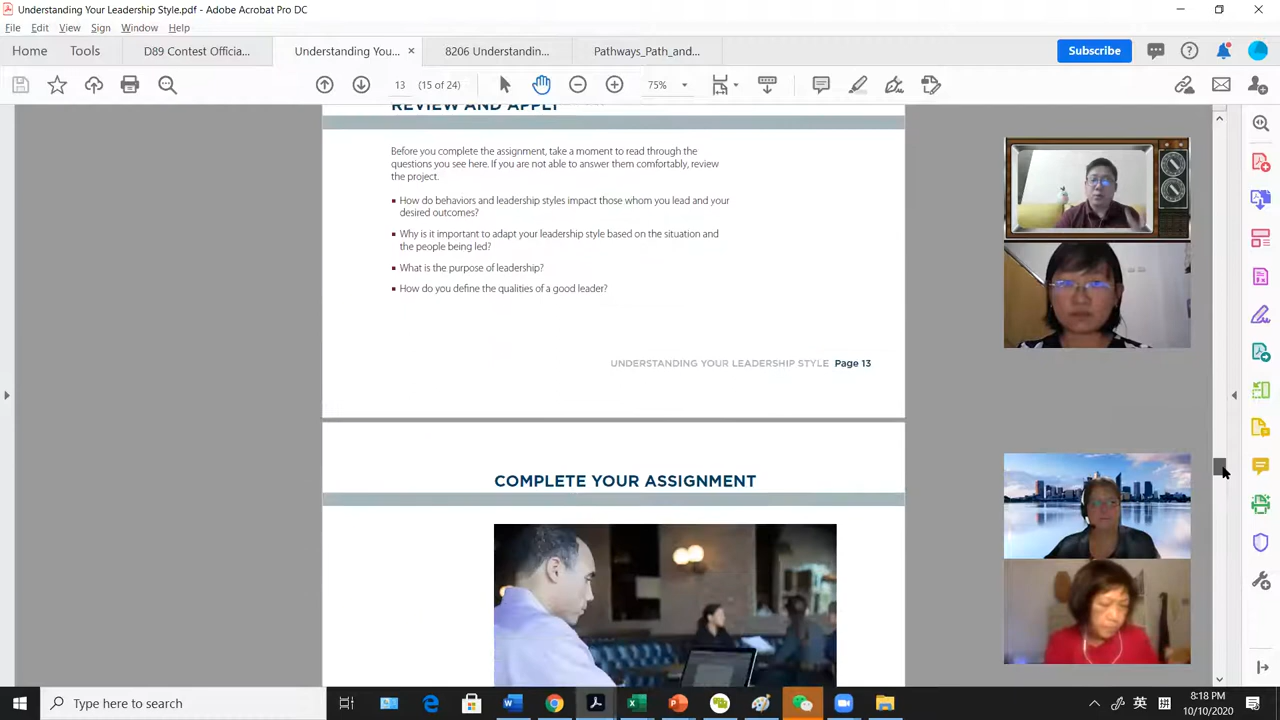 Understanding Your Leadership Style.pdf - Adobe Acrobat Pro DC
File Edit View Sign Window Help
Home Tools D89 Contest Officia... Understanding You... × 8206 Understandin... Pathways_Path_and... Subscribe
13 (15 of 24) 75%
REVIEW AND APPLY
Before you complete the assignment, take a moment to read through the
questions you see here. If you are not able to answer them comfortably, review
the project.
▪ How do behaviors and leadership styles impact those whom you lead and your
desired outcomes?
▪ Why is it important to adapt your leadership style based on the situation and
the people being led?
▪ What is the purpose of leadership?
▪ How do you define the qualities of a good leader?
UNDERSTANDING YOUR LEADERSHIP STYLE Page 13
COMPLETE YOUR ASSIGNMENT
Type here to search
英 拼 8:18 PM
10/10/2020